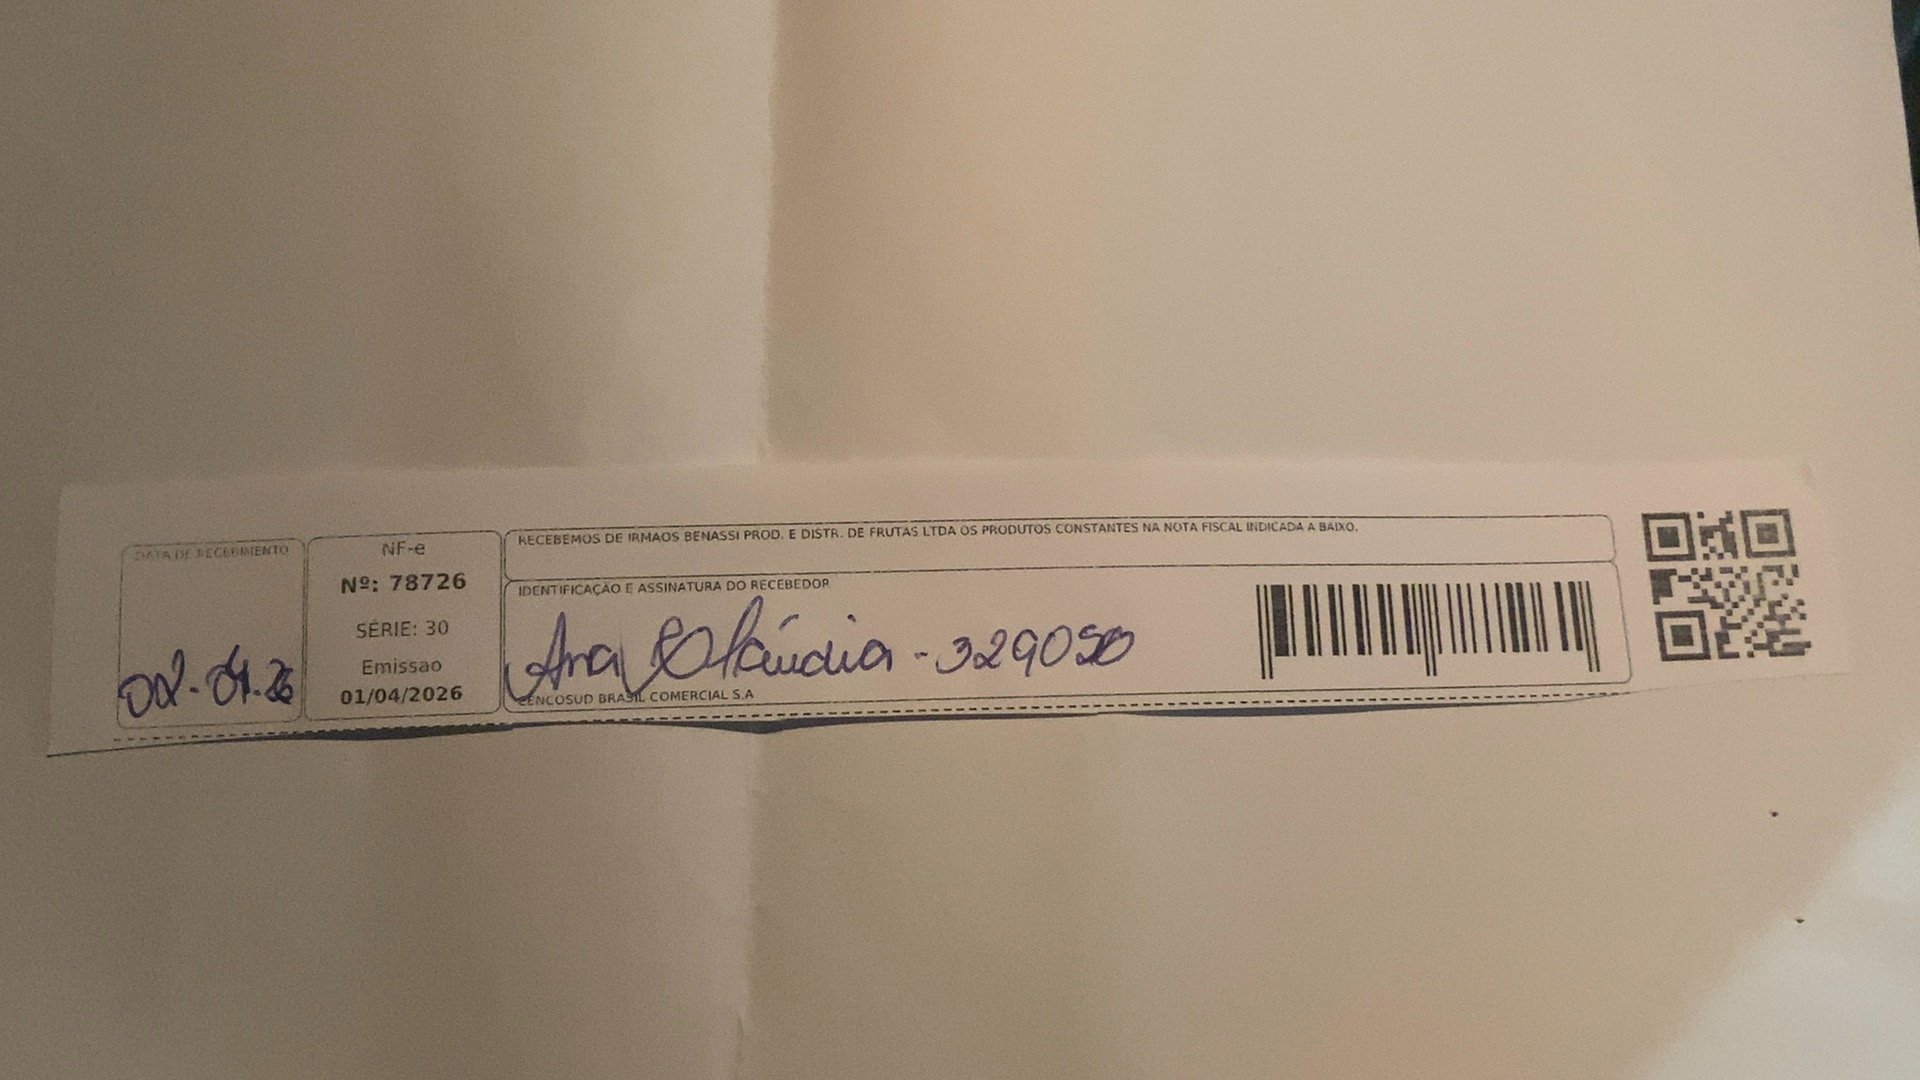 DATA DE RECEBIMENTO
02.04.26
NF-e
Nº: 78726
SÉRIE: 30
Emissao
01/04/2026
RECEBEMOS DE IRMAOS BENASSI PROD. E DISTR. DE FRUTAS LTDA OS PRODUTOS CONSTANTES NA NOTA FISCAL INDICADA A BAIXO.
IDENTIFICAÇÃO E ASSINATURA DO RECEBEDOR
Ana Cláudia - 329050
CENCOSUD BRASIL COMERCIAL S.A